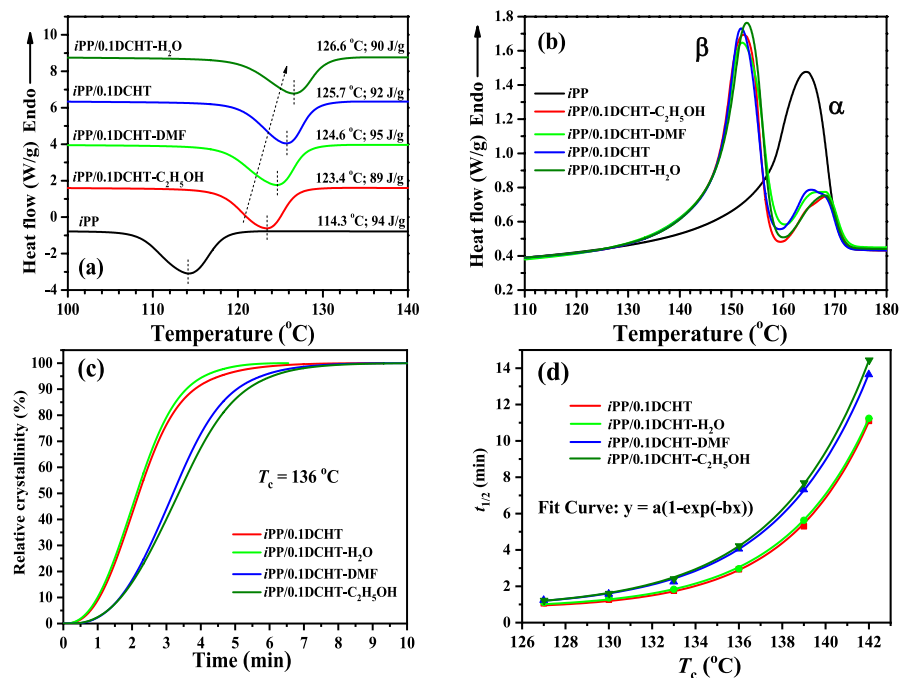 Heat flow (W/g) Endo
10
8
6
4
2
0
-2
-4
iPP/0.1DCHT-H₂O
126.6 °C; 90 J/g
iPP/0.1DCHT
125.7 °C; 92 J/g
iPP/0.1DCHT-DMF
124.6 °C; 95 J/g
iPP/0.1DCHT-C₂H₅OH
123.4 °C; 89 J/g
iPP
114.3 °C; 94 J/g
(a)
100 110 120 130 140
Temperature (°C)
Heat flow (W/g) Endo
1.8
1.6
1.4
1.2
1.0
0.8
0.6
0.4
0.2
(b)
β
α
iPP
iPP/0.1DCHT-C₂H₅OH
iPP/0.1DCHT-DMF
iPP/0.1DCHT
iPP/0.1DCHT-H₂O
110 120 130 140 150 160 170 180
Temperature (°C)
Relative crystallinity (%)
100
90
80
70
60
50
40
30
20
10
0
(c)
Tc = 136 °C
iPP/0.1DCHT
iPP/0.1DCHT-H₂O
iPP/0.1DCHT-DMF
iPP/0.1DCHT-C₂H₅OH
0 1 2 3 4 5 6 7 8 9 10
Time (min)
t1/2 (min)
14
12
10
8
6
4
2
0
(d)
iPP/0.1DCHT
iPP/0.1DCHT-H₂O
iPP/0.1DCHT-DMF
iPP/0.1DCHT-C₂H₅OH
Fit Curve: y = a(1-exp(-bx))
126 128 130 132 134 136 138 140 142
Tc (°C)